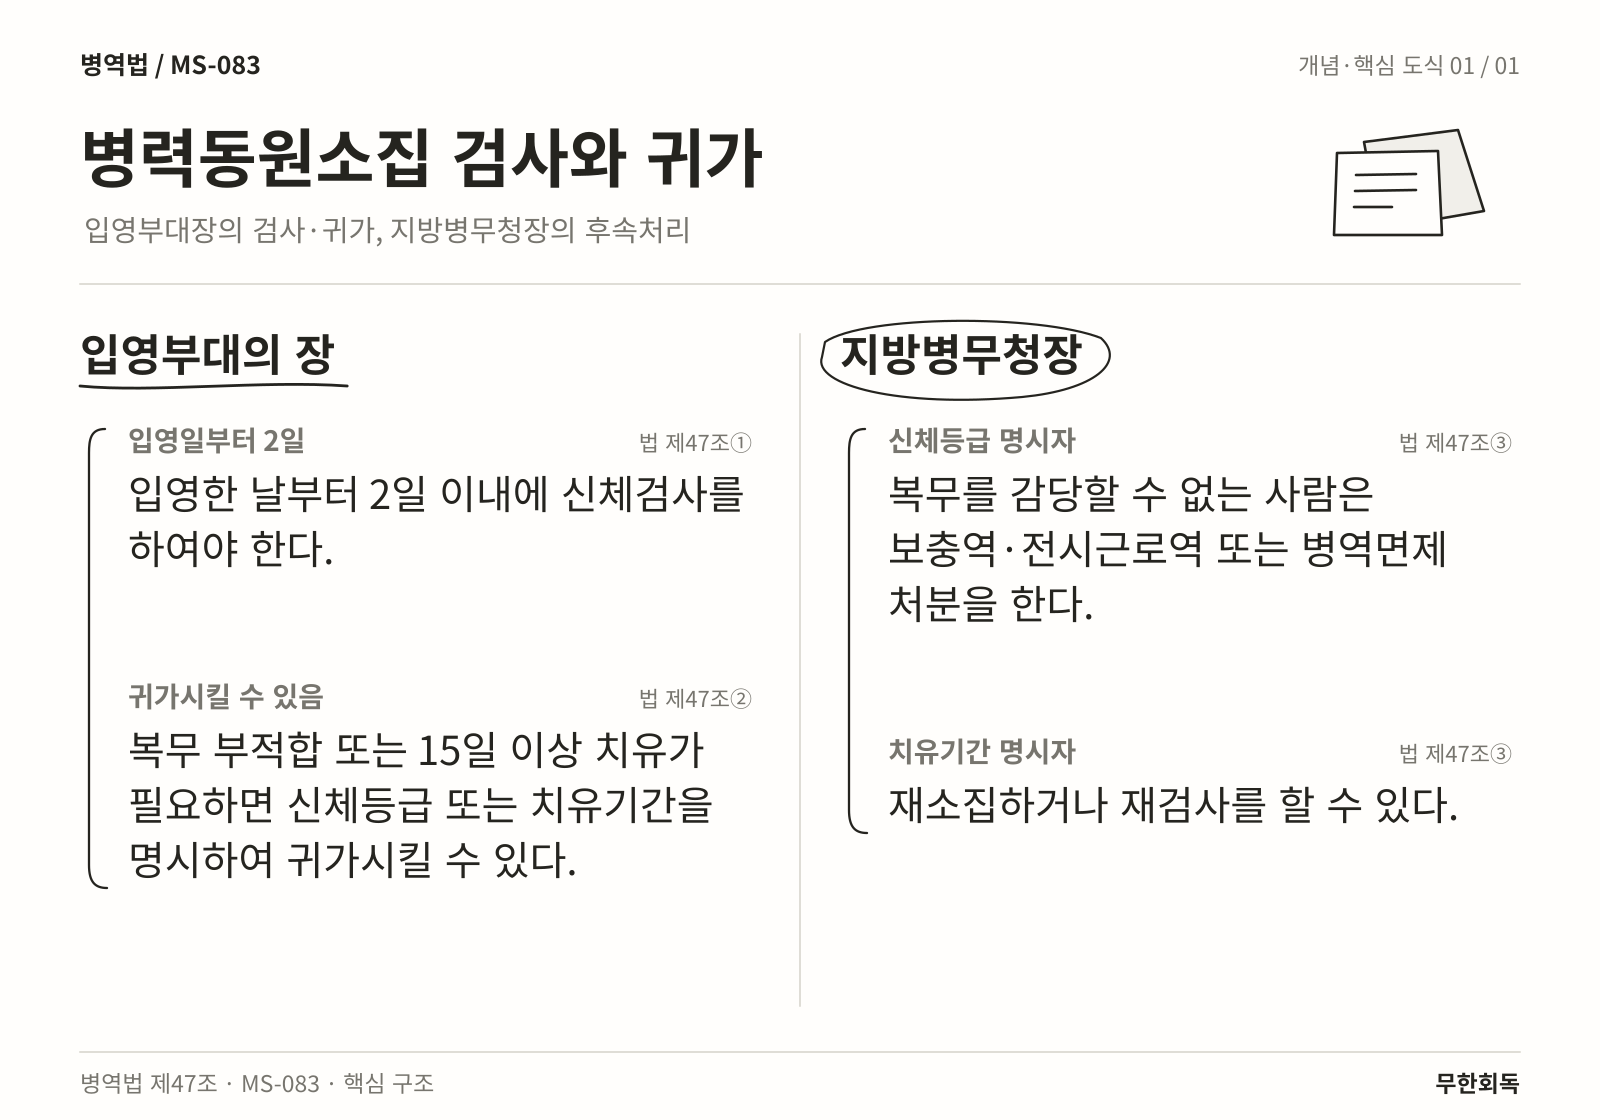 병역법 / MS-083
개념·핵심 도식 01 / 01
병력동원소집 검사와 귀가
입영부대장의 검사·귀가, 지방병무청장의 후속처리
입영부대의 장
입영일부터 2일
법 제47조①
입영한 날부터 2일 이내에 신체검사를
하여야 한다.
귀가시킬 수 있음
법 제47조②
복무 부적합 또는 15일 이상 치유가
필요하면 신체등급 또는 치유기간을
명시하여 귀가시킬 수 있다.
지방병무청장
신체등급 명시자
법 제47조③
복무를 감당할 수 없는 사람은
보충역·전시근로역 또는 병역면제
처분을 한다.
치유기간 명시자
법 제47조③
재소집하거나 재검사를 할 수 있다.
병역법 제47조 · MS-083 · 핵심 구조
무한회독